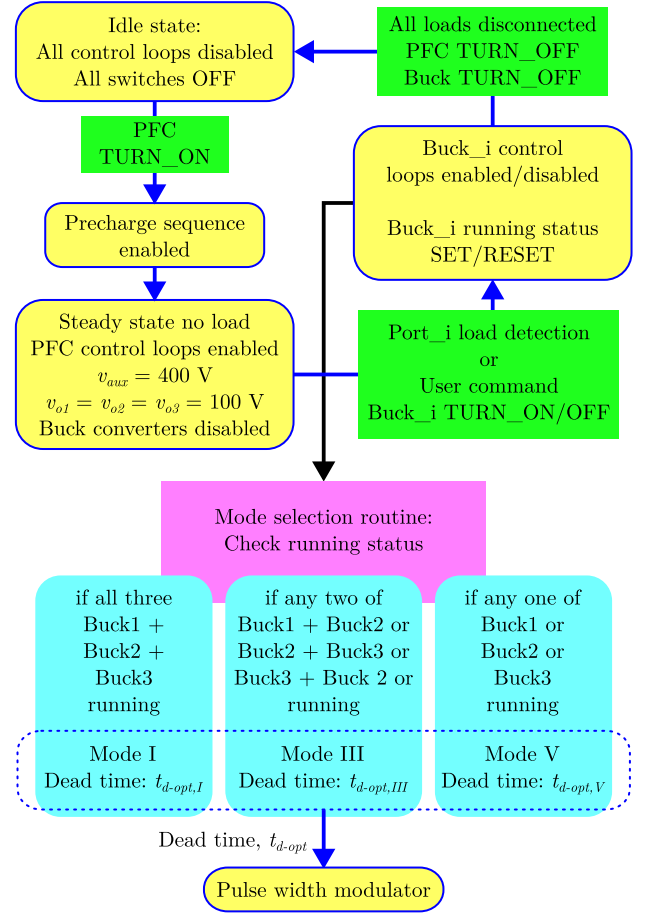 Idle state:
All control loops disabled
All switches OFF
All loads disconnected
PFC TURN_OFF
Buck TURN_OFF
PFC
TURN_ON
Buck_i control
loops enabled/disabled
Buck_i running status
SET/RESET
Precharge sequence
enabled
Steady state no load
PFC control loops enabled
v_aux = 400 V
v_o1 = v_o2 = v_o3 = 100 V
Buck converters disabled
Port_i load detection
or
User command
Buck_i TURN_ON/OFF
Mode selection routine:
Check running status
if all three
Buck1 +
Buck2 +
Buck3
running
Mode I
Dead time: t_d-opt,I
if any two of
Buck1 + Buck2 or
Buck2 + Buck3 or
Buck3 + Buck 2 or
running
Mode III
Dead time: t_d-opt,III
if any one of
Buck1 or
Buck2 or
Buck3
running
Mode V
Dead time: t_d-opt,V
Dead time, t_d-opt
Pulse width modulator